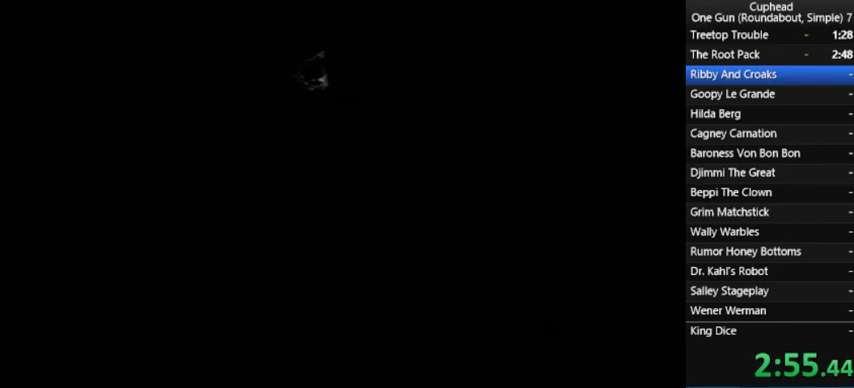 Cuphead
One Gun (Roundabout, Simple) 7
Treetop Trouble - 1:28
The Root Pack - 2:48
Ribby And Croaks -
Goopy Le Grande -
Hilda Berg -
Cagney Carnation -
Baroness Von Bon Bon -
Djimmi The Great -
Beppi The Clown -
Grim Matchstick -
Wally Warbles -
Rumor Honey Bottoms -
Dr. Kahl's Robot -
Salley Stageplay -
Wener Werman -
King Dice -
2:55.44